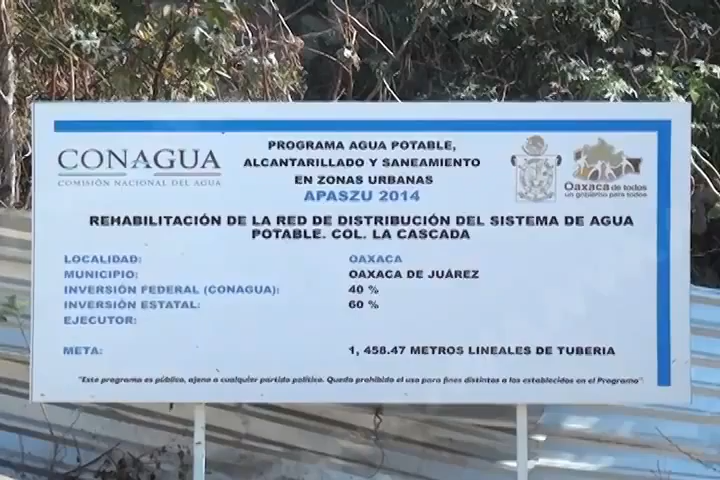 CONAGUA
COMISIÓN NACIONAL DEL AGUA
PROGRAMA AGUA POTABLE,
ALCANTARILLADO Y SANEAMIENTO
EN ZONAS URBANAS
APASZU 2014
Oaxaca de todos
un gobierno para todos
REHABILITACIÓN DE LA RED DE DISTRIBUCIÓN DEL SISTEMA DE AGUA
POTABLE. COL. LA CASCADA
LOCALIDAD: OAXACA
MUNICIPIO: OAXACA DE JUÁREZ
INVERSIÓN FEDERAL (CONAGUA): 40 %
INVERSIÓN ESTATAL: 60 %
EJECUTOR:
META: 1, 458.47 METROS LINEALES DE TUBERIA
"Este programa es público, ajeno a cualquier partido político. Queda prohibido el uso para fines distintos a los establecidos en el Programa"